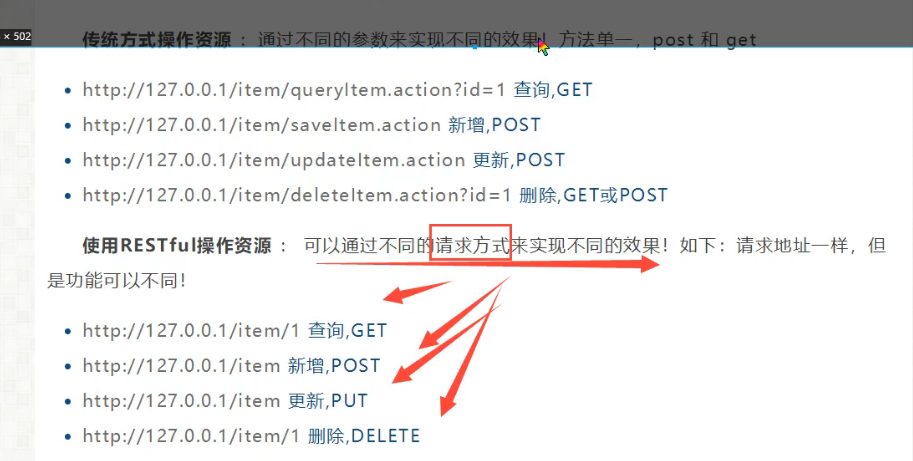 × 502
传统方式操作资源 ：通过不同的参数来实现不同的效果！方法单一，post 和 get
http://127.0.0.1/item/queryItem.action?id=1 查询,GET
http://127.0.0.1/item/saveItem.action 新增,POST
http://127.0.0.1/item/updateItem.action 更新,POST
http://127.0.0.1/item/deleteItem.action?id=1 删除,GET或POST
使用RESTful操作资源 ： 可以通过不同的请求方式来实现不同的效果！如下：请求地址一样，但
是功能可以不同！
http://127.0.0.1/item/1 查询,GET
http://127.0.0.1/item 新增,POST
http://127.0.0.1/item 更新,PUT
http://127.0.0.1/item/1 删除,DELETE